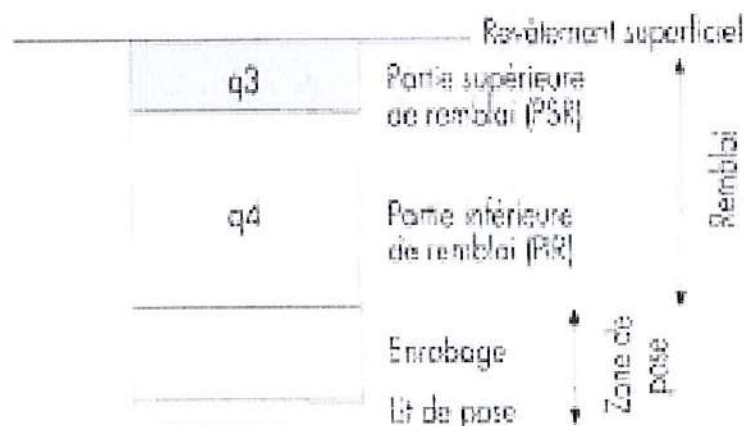 Revêtement superficiel
q3
Partie supérieure
de remblai (PSR)
q4
Partie inférieure
de remblai (PIR)
Remblai
Enrobage
Lit de pose
Zone de
pose